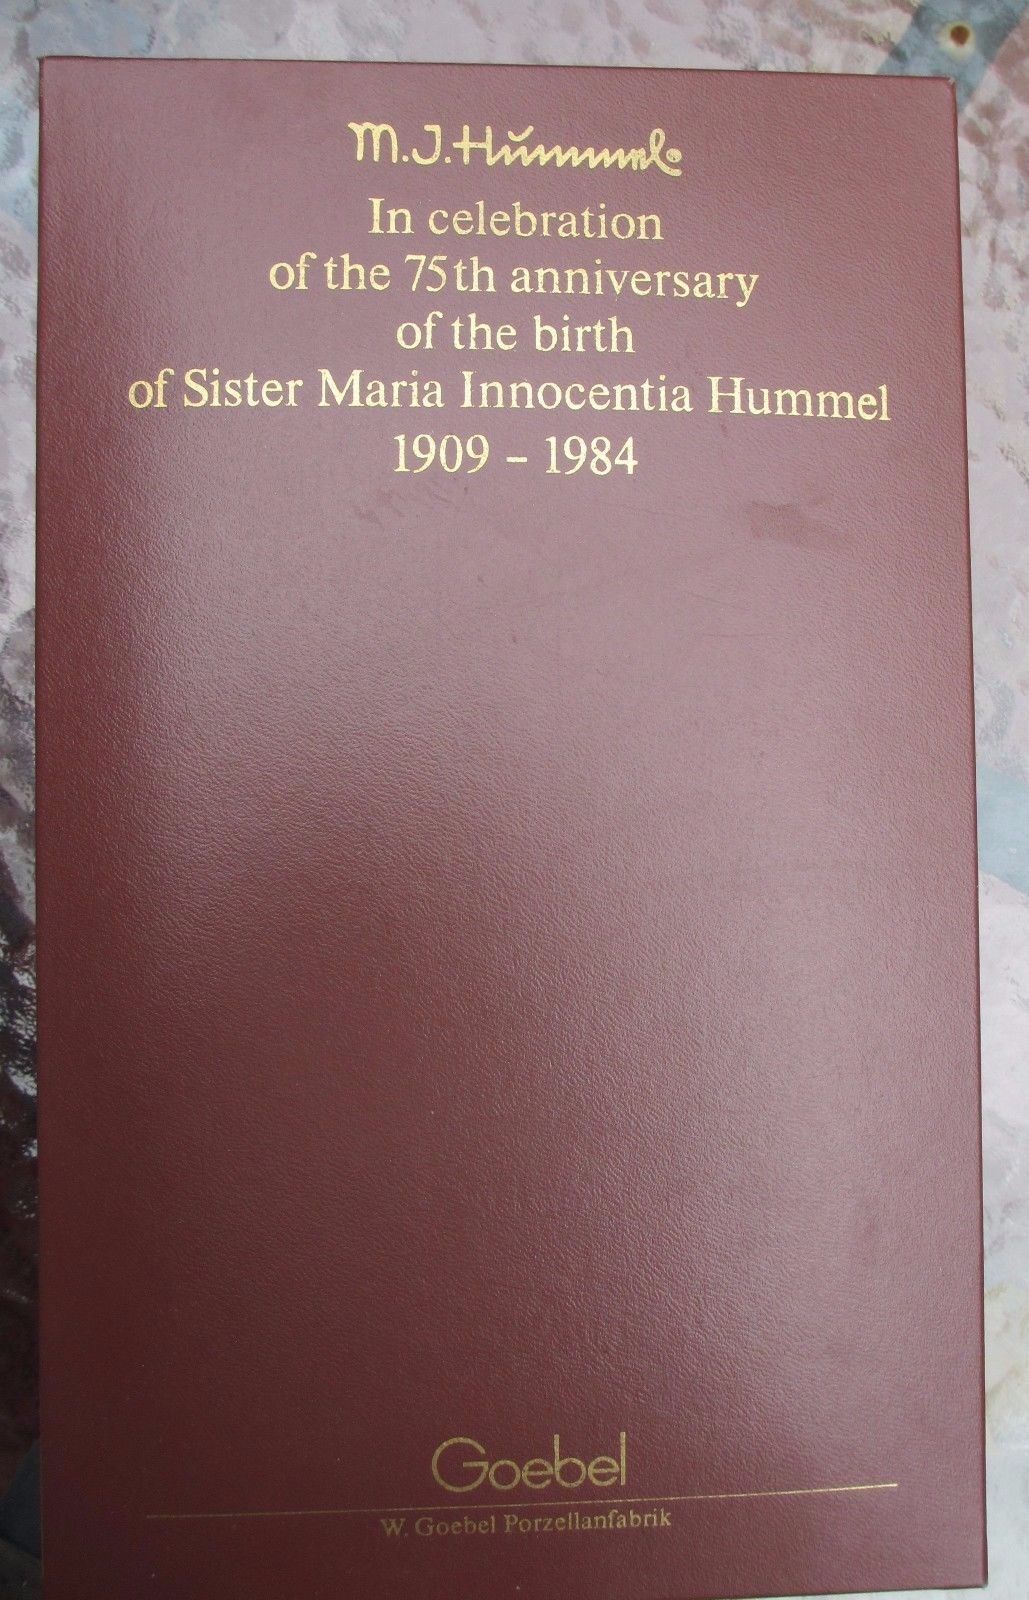 M.J.Hummel
In celebration
of the 75th anniversary
of the birth
of Sister Maria Innocentia Hummel
1909 – 1984
Goebel
W. Goebel Porzellanfabrik